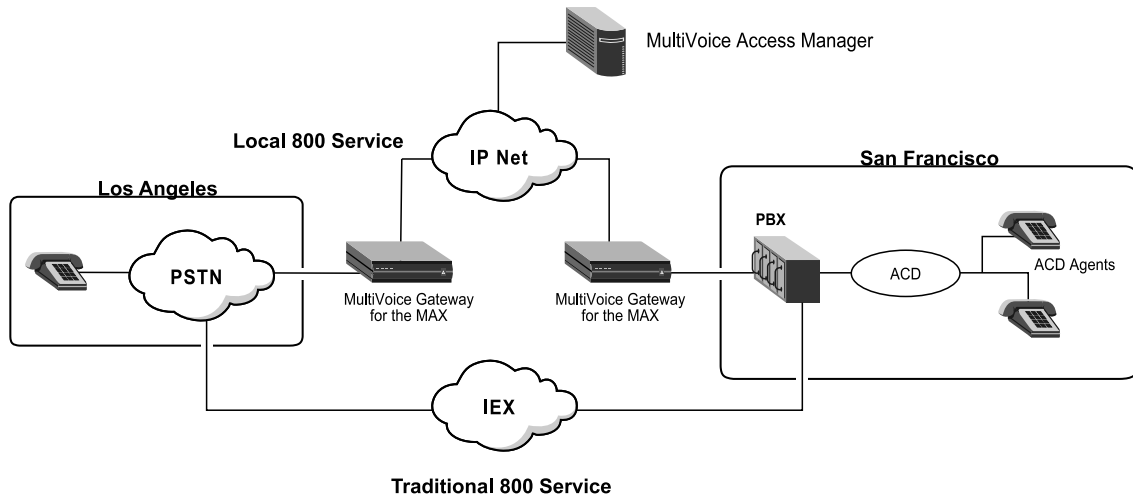 MultiVoice Access Manager
Local 800 Service
IP Net
San Francisco
Los Angeles
PBX
PSTN
ACD
ACD Agents
MultiVoice Gateway
for the MAX
MultiVoice Gateway
for the MAX
IEX
Traditional 800 Service